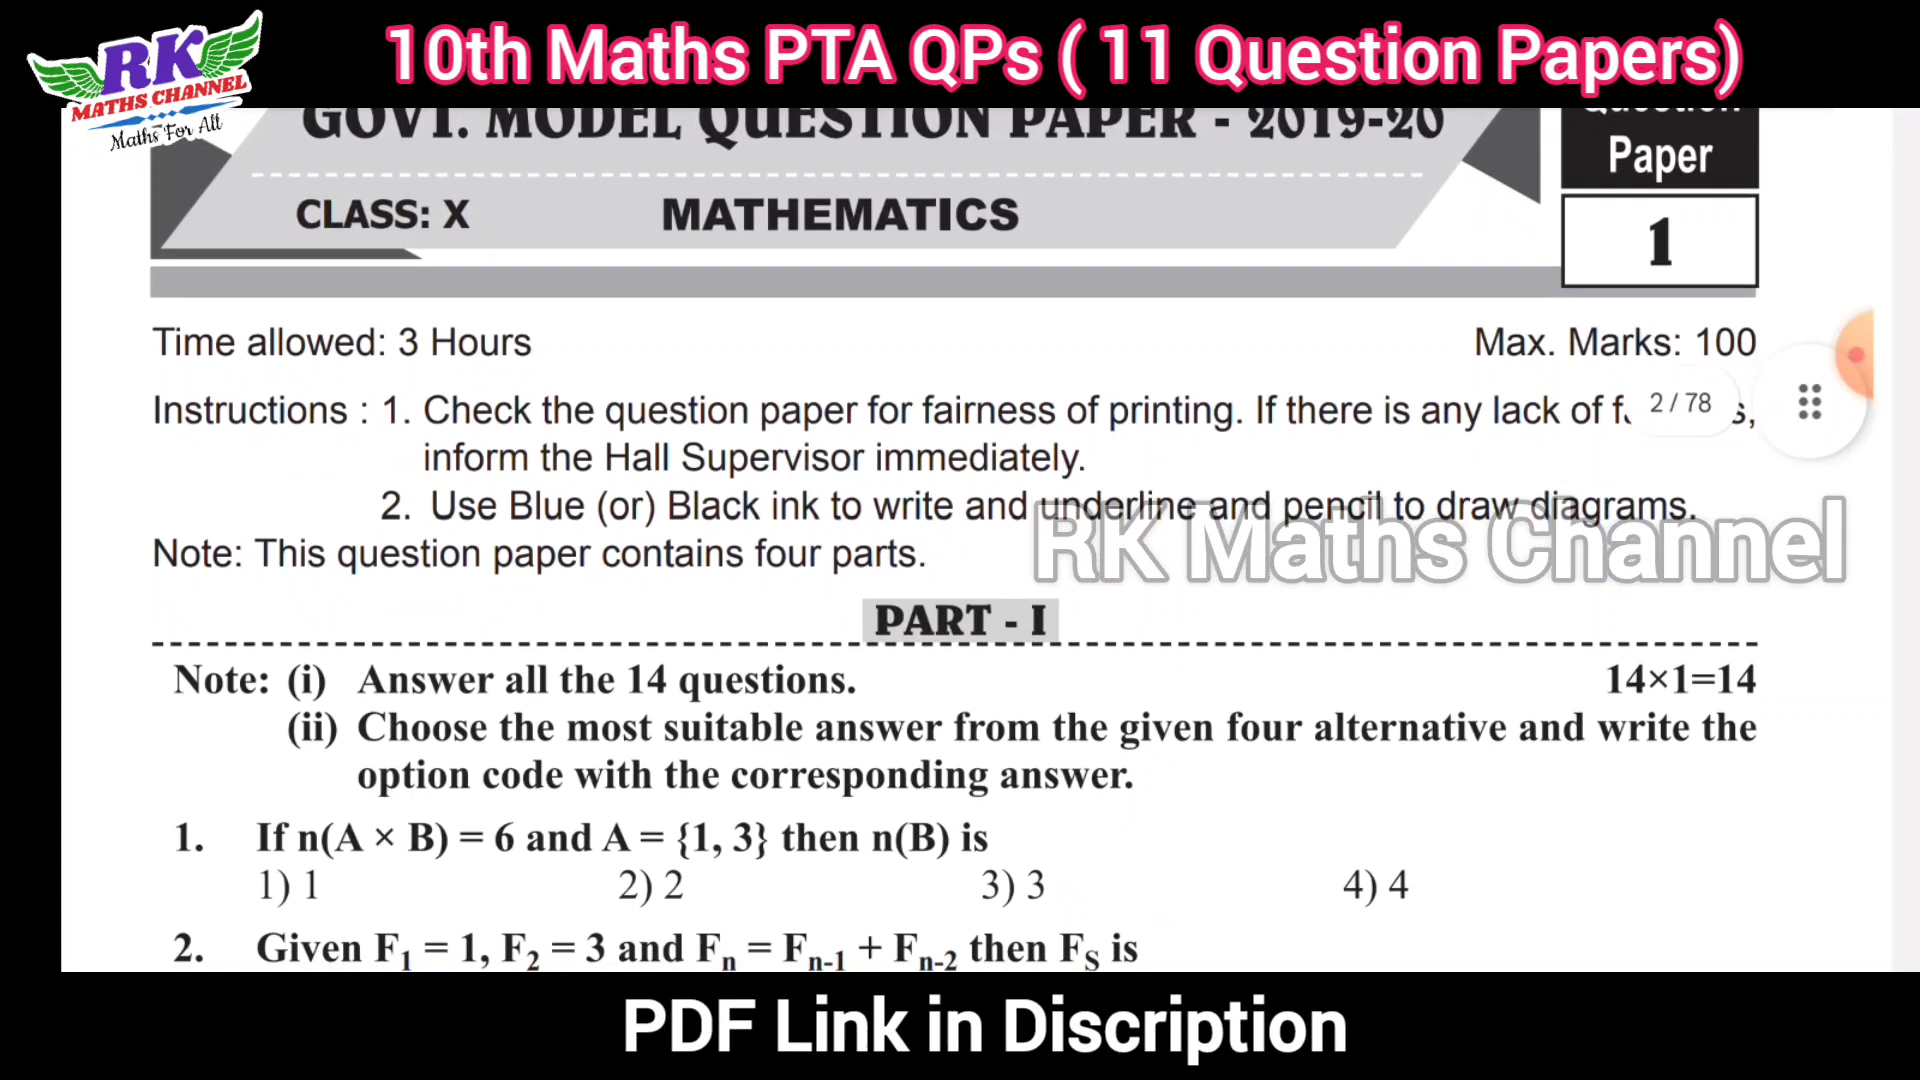 RK
MATHS CHANNEL
Maths For All
10th Maths PTA QPs ( 11 Question Papers)
GOVT. MODEL QUESTION PAPER - 2019-20
Question
Paper
1
CLASS: X MATHEMATICS
Time allowed: 3 Hours Max. Marks: 100
Instructions : 1. Check the question paper for fairness of printing. If there is any lack of
2 / 78
inform the Hall Supervisor immediately.
2. Use Blue (or) Black ink to write and underline and pencil to draw diagrams.
Note: This question paper contains four parts.
RK Maths Channel
PART - I
Note: (i) Answer all the 14 questions. 14×1=14
(ii) Choose the most suitable answer from the given four alternative and write the
option code with the corresponding answer.
1. If n(A × B) = 6 and A = {1, 3} then n(B) is
1) 1 2) 2 3) 3 4) 4
2. Given F₁ = 1, F₂ = 3 and Fₙ = Fₙ₋₁ + Fₙ₋₂ then F_S is
PDF Link in Discription